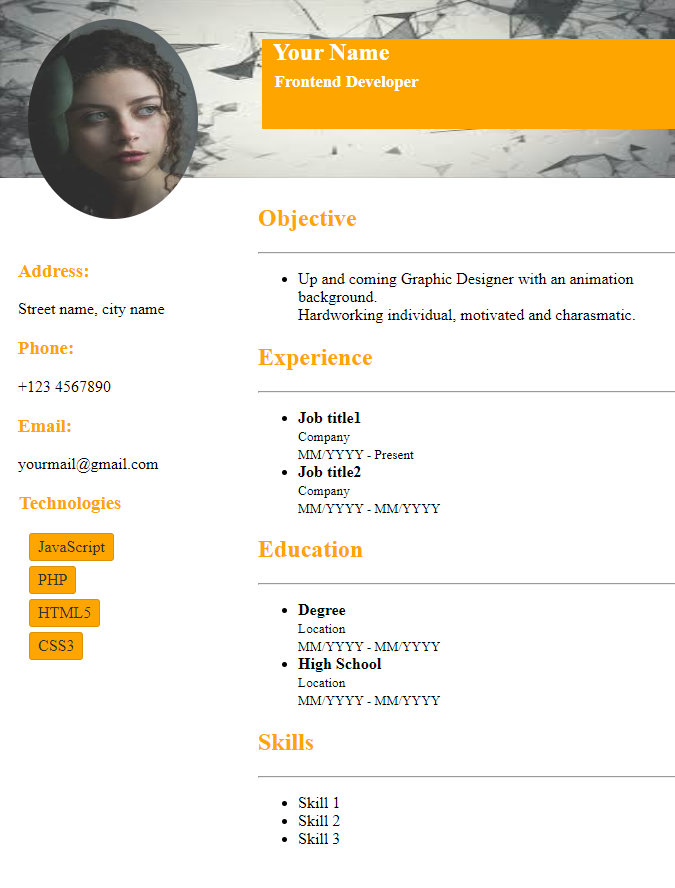 Your Name
Frontend Developer
Address:
Street name, city name
Phone:
+123 4567890
Email:
yourmail@gmail.com
Technologies
JavaScript
PHP
HTML5
CSS3
Objective
Up and coming Graphic Designer with an animation
background.
Hardworking individual, motivated and charasmatic.
Experience
Job title1
Company
MM/YYYY - Present
Job title2
Company
MM/YYYY - MM/YYYY
Education
Degree
Location
MM/YYYY - MM/YYYY
High School
Location
MM/YYYY - MM/YYYY
Skills
Skill 1
Skill 2
Skill 3